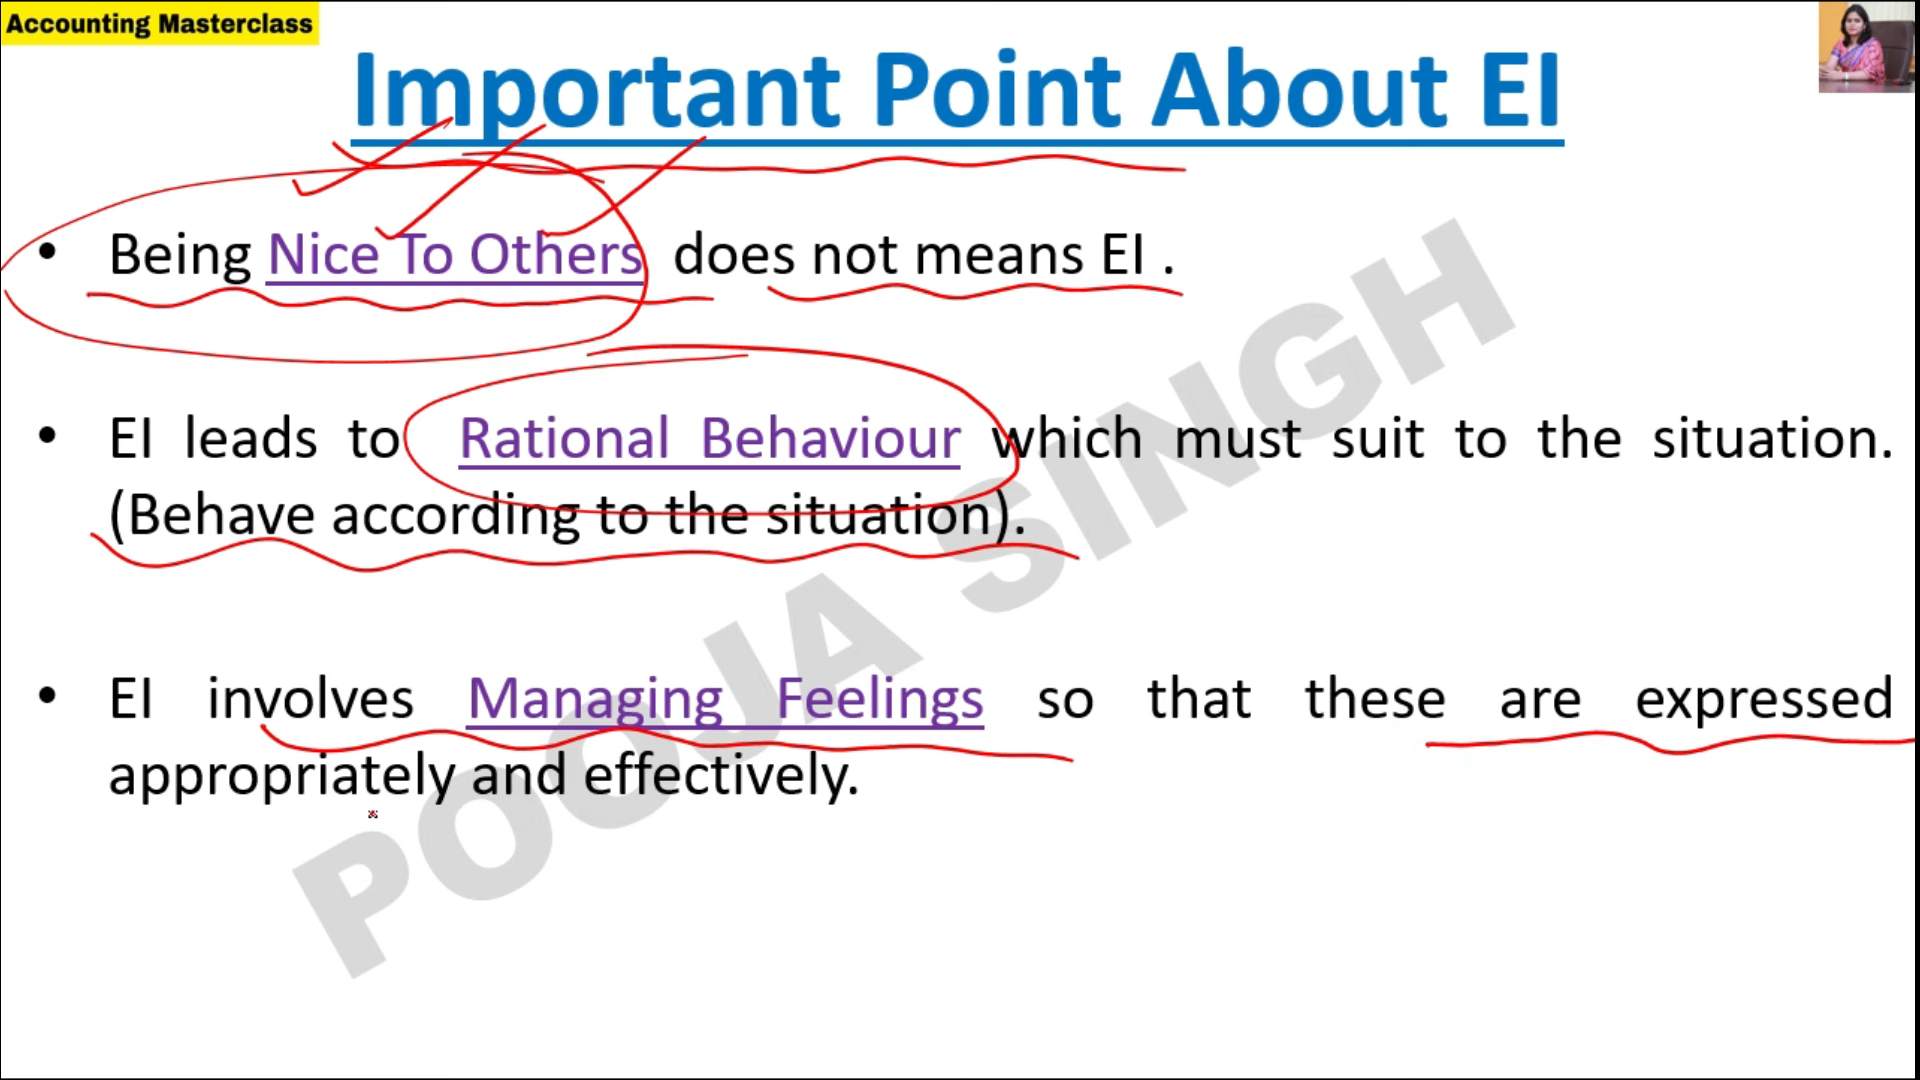 Accounting Masterclass
Important Point About EI
• Being Nice To Others does not means EI .
• EI leads to Rational Behaviour which must suit to the situation.
(Behave according to the situation).
• EI involves Managing Feelings so that these are expressed
appropriately and effectively.
POOJA SINGH